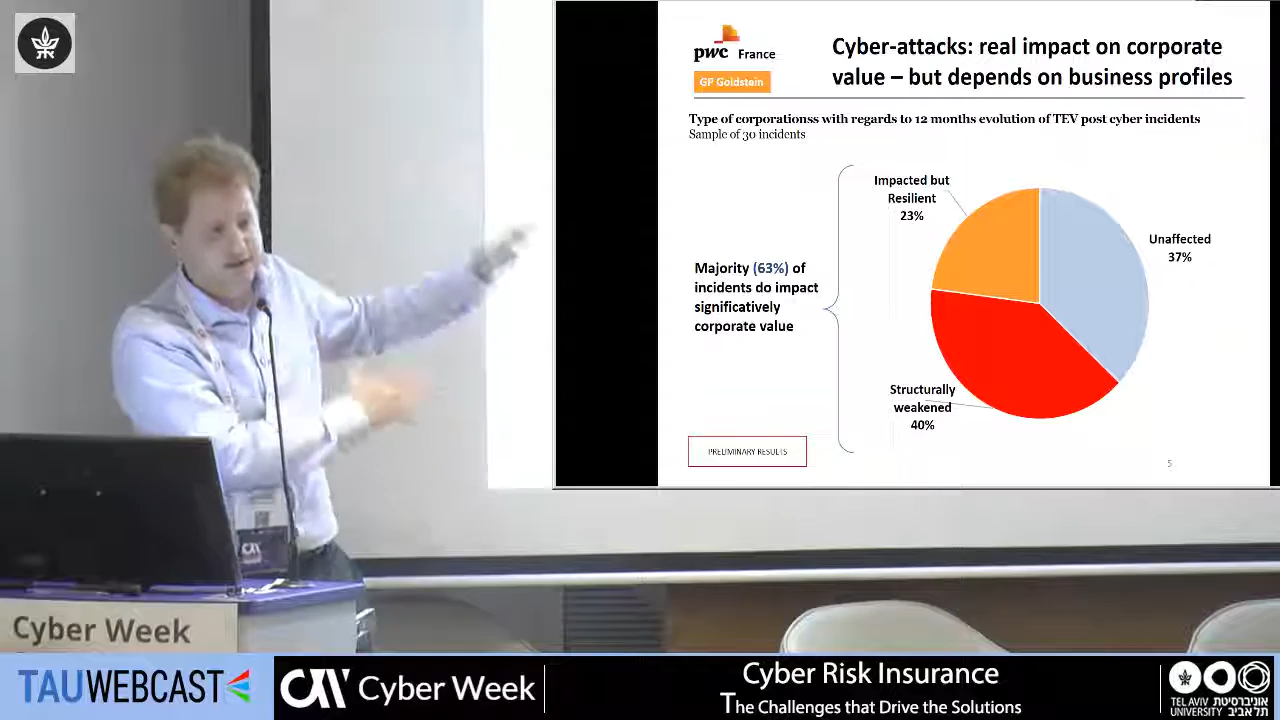 pwc France
GP Goldstein
Cyber-attacks: real impact on corporate
value – but depends on business profiles
Type of corporationss with regards to 12 months evolution of TEV post cyber incidents
Sample of 30 incidents
Majority (63%) of
incidents do impact
significatively
corporate value
Impacted but
Resilient
23%
Unaffected
37%
Structurally
weakened
40%
PRELIMINARY RESULTS
5
Cyber Week
TAUWEBCAST
Cyber Week
Cyber Risk Insurance
The Challenges that Drive the Solutions
TEL AVIV אוניברסיטת
UNIVERSITY תל אביב